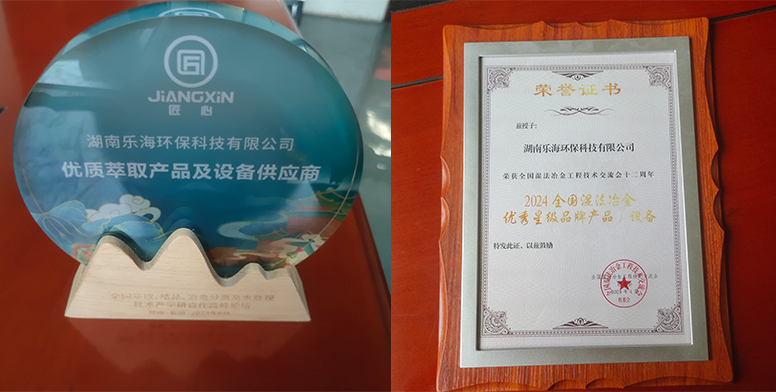 JiANGXiN
匠心
湖南乐海环保科技有限公司
优质萃取产品及设备供应商
荣誉证书
兹授予:
湖南乐海环保科技有限公司
荣获全国湿法冶金工程技术交流会十二周年
2024全国湿法冶金
优秀星级品牌产品/设备
特发此证、以兹鼓励